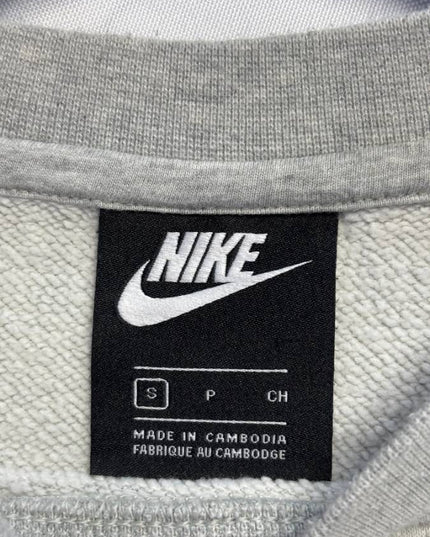 NIKE
S P CH
MADE IN CAMBODIA
FABRIQUE AU CAMBODGE